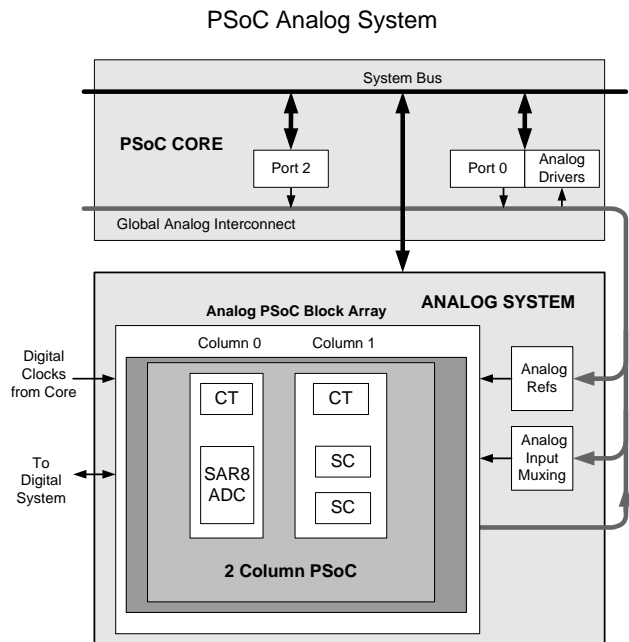 PSoC Analog System
System Bus
PSoC CORE
Port 2
Port 0
Analog
Drivers
Global Analog Interconnect
ANALOG SYSTEM
Analog PSoC Block Array
Column 0
Column 1
Digital
Clocks
from Core
CT
CT
Analog
Refs
To
Digital
System
SAR8
ADC
SC
SC
Analog
Input
Muxing
2 Column PSoC